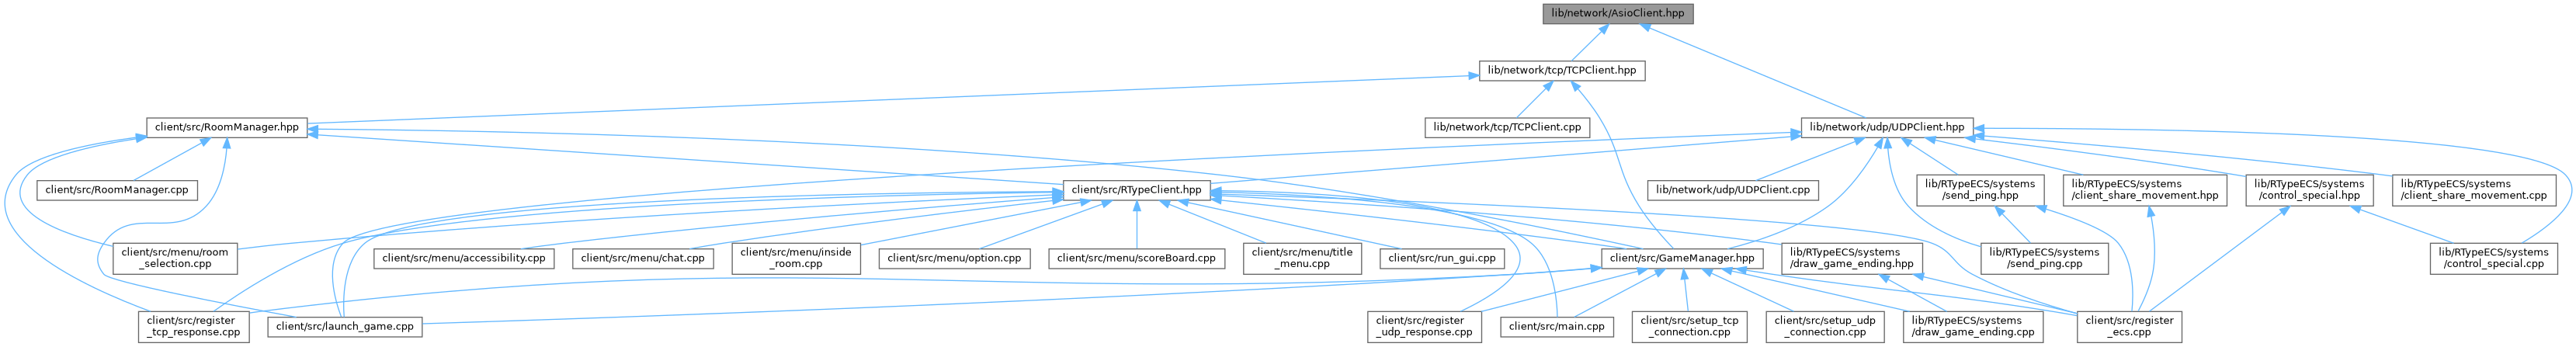 lib/network/AsioClient.hpp
lib/network/tcp/TCPClient.hpp
client/src/RoomManager.hpp
lib/network/tcp/TCPClient.cpp
lib/network/udp/UDPClient.hpp
client/src/RoomManager.cpp
client/src/RTypeClient.hpp
lib/network/udp/UDPClient.cpp
lib/RTypeECS/systems
/send_ping.hpp
lib/RTypeECS/systems
/client_share_movement.hpp
lib/RTypeECS/systems
/control_special.hpp
lib/RTypeECS/systems
/client_share_movement.cpp
client/src/menu/room
_selection.cpp
client/src/menu/accessibility.cpp
client/src/menu/chat.cpp
client/src/menu/inside
_room.cpp
client/src/menu/option.cpp
client/src/menu/scoreBoard.cpp
client/src/menu/title
_menu.cpp
client/src/run_gui.cpp
client/src/GameManager.hpp
lib/RTypeECS/systems
/draw_game_ending.hpp
lib/RTypeECS/systems
/send_ping.cpp
lib/RTypeECS/systems
/control_special.cpp
client/src/register
_tcp_response.cpp
client/src/launch_game.cpp
client/src/register
_udp_response.cpp
client/src/main.cpp
client/src/setup_tcp
_connection.cpp
client/src/setup_udp
_connection.cpp
lib/RTypeECS/systems
/draw_game_ending.cpp
client/src/register
_ecs.cpp